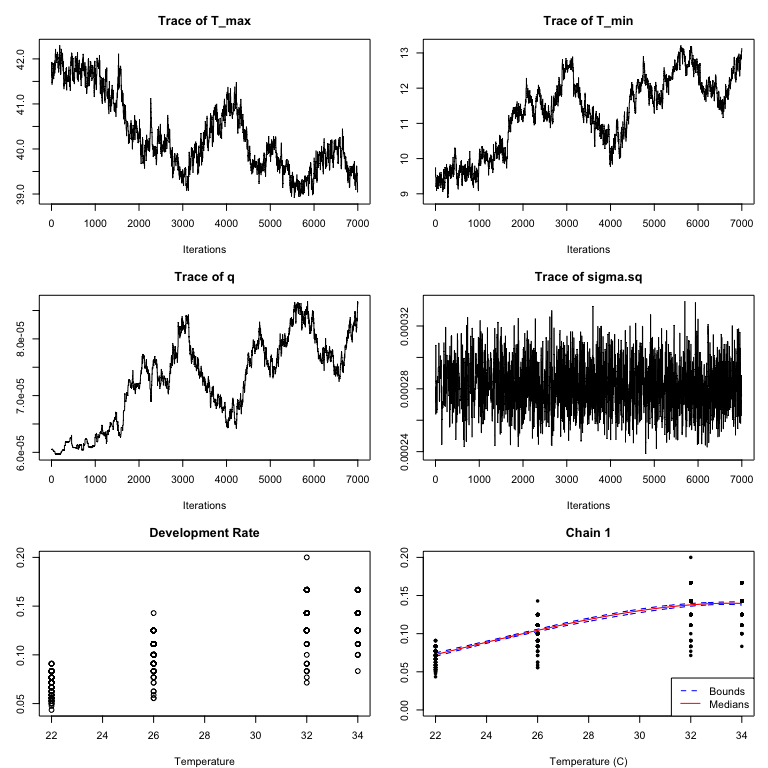 Trace of T_max
42.0
41.0
40.0
39.0
0 1000 2000 3000 4000 5000 6000 7000
Iterations
Trace of T_min
13
12
11
10
9
0 1000 2000 3000 4000 5000 6000 7000
Iterations
Trace of q
8.0e-05
7.0e-05
6.0e-05
0 1000 2000 3000 4000 5000 6000 7000
Iterations
Trace of sigma.sq
0.00032
0.00028
0.00024
0 1000 2000 3000 4000 5000 6000 7000
Iterations
Development Rate
0.20
0.15
0.10
0.05
22 24 26 28 30 32 34
Temperature
Chain 1
0.20
0.15
0.10
0.05
0.00
Bounds
Medians
22 24 26 28 30 32 34
Temperature (C)